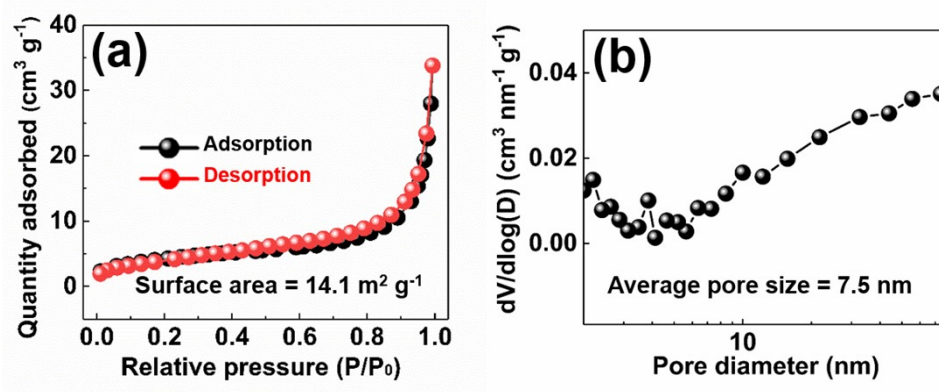 (a)
Quantity adsorbed (cm³ g⁻¹)
40
30
20
10
0
Adsorption
Desorption
Surface area = 14.1 m² g⁻¹
0.0 0.2 0.4 0.6 0.8 1.0
Relative pressure (P/P₀)
(b)
dV/dlog(D) (cm³ nm⁻¹ g⁻¹)
0.04
0.02
0.00
Average pore size = 7.5 nm
10
Pore diameter (nm)